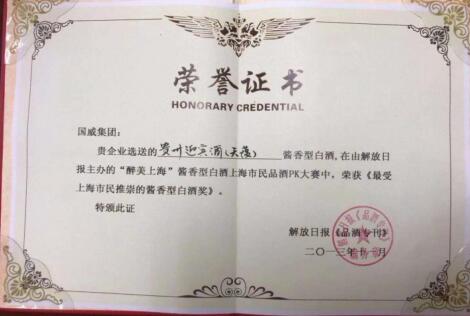 荣誉证书
HONORARY CREDENTIAL
国威集团：
贵企业选送的贵州迎宾酒（天蕴）酱香型白酒，在由解放日
报主办的“醉美上海”酱香型白酒上海市民品酒PK大赛中，荣获《最受
上海市民推崇的酱香型白酒奖》。
特颁此证
解放日报《品酒专刊》
二〇一三年十一月